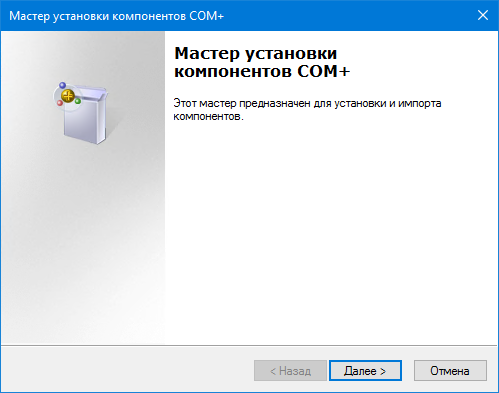 Мастер установки компонентов COM+
Мастер установки
компонентов COM+
Этот мастер предназначен для установки и импорта
компонентов.
< Назад
Далее >
Отмена